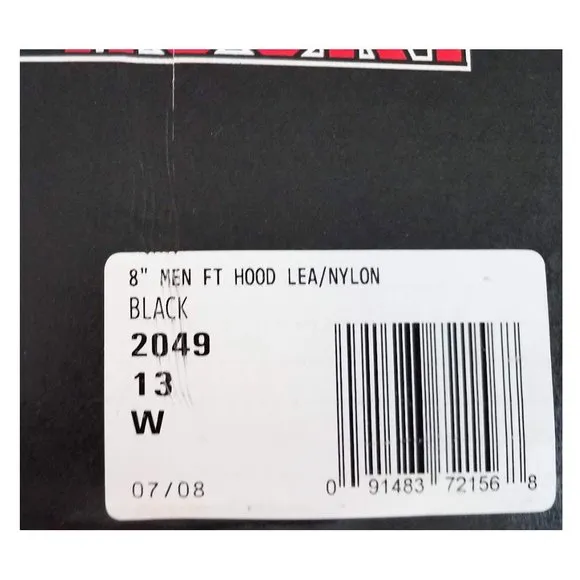 8" MEN FT HOOD LEA/NYLON
BLACK
2049
13
W
07/08
0 91483 72156 8